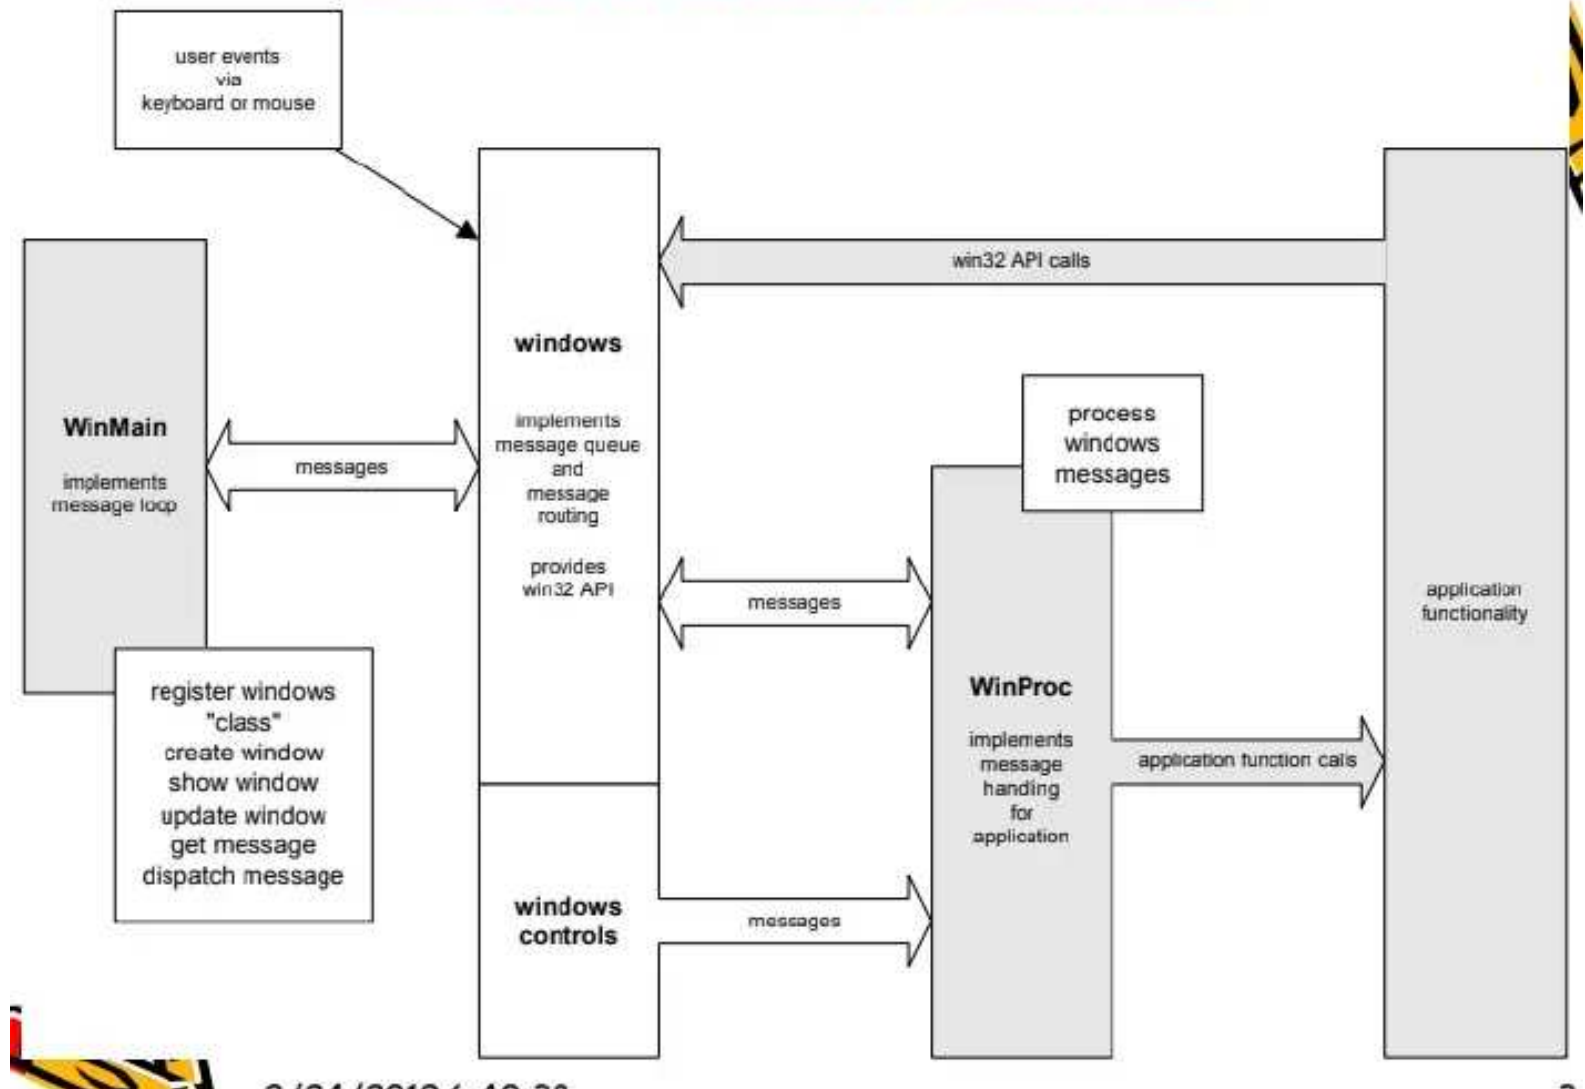 user events
via
keyboard or mouse
win32 API calls
windows
implements
message queue
and
message
routing
provides
win32 API
WinMain
implements
message loop
messages
process
windows
messages
messages
application
functionality
register windows
"class"
create window
show window
update window
get message
dispatch message
WinProc
implements
message
handing
for
application
application function calls
windows
controls
messages